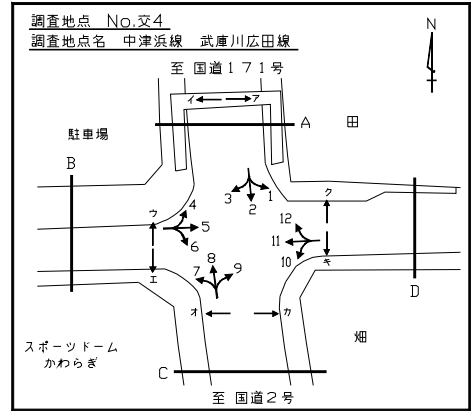 調査地点 No.交4
調査地点名 中津浜線 武庫川広田線
N
至 国道171号
イ ア
A
田
駐車場
B
ク
4
3 2 1
ウ
5
12
6
11
エ
10
キ
7 8 9
D
オ カ
畑
スポーツドーム
かわらぎ
C
至 国道2号